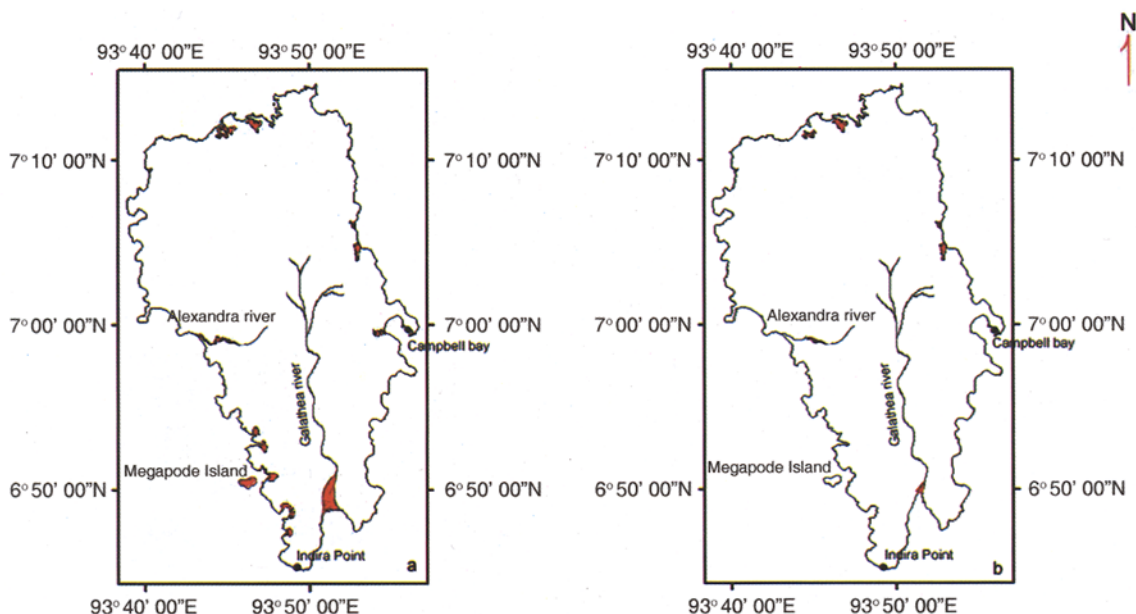 N
93° 40' 00"E 93° 50' 00"E
7° 10' 00"N 7° 10' 00"N
Alexandra river
7° 00' 00"N 7° 00' 00"N
Campbell bay
Galathea river
Megapode Island
6° 50' 00"N 6° 50' 00"N
Indira Point
a
93° 40' 00"E 93° 50' 00"E
93° 40' 00"E 93° 50' 00"E
7° 10' 00"N 7° 10' 00"N
Alexandra river
7° 00' 00"N 7° 00' 00"N
Campbell bay
Galathea river
Megapode Island
6° 50' 00"N 6° 50' 00"N
Indira Point
b
93° 40' 00"E 93° 50' 00"E